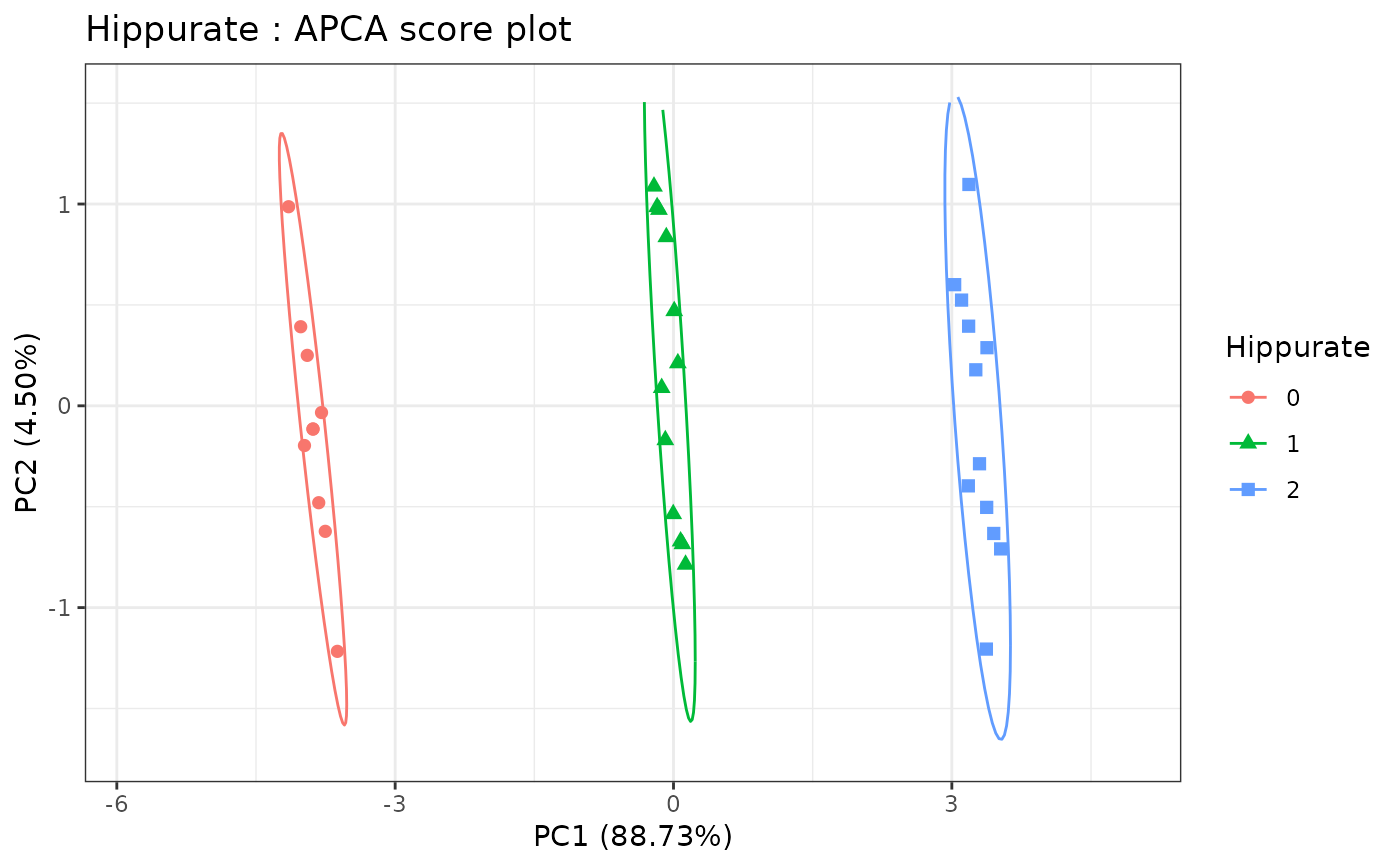 Hippurate : APCA score plot
1
0
-1
PC2 (4.50%)
-6
-3
0
3
PC1 (88.73%)
Hippurate
0
1
2